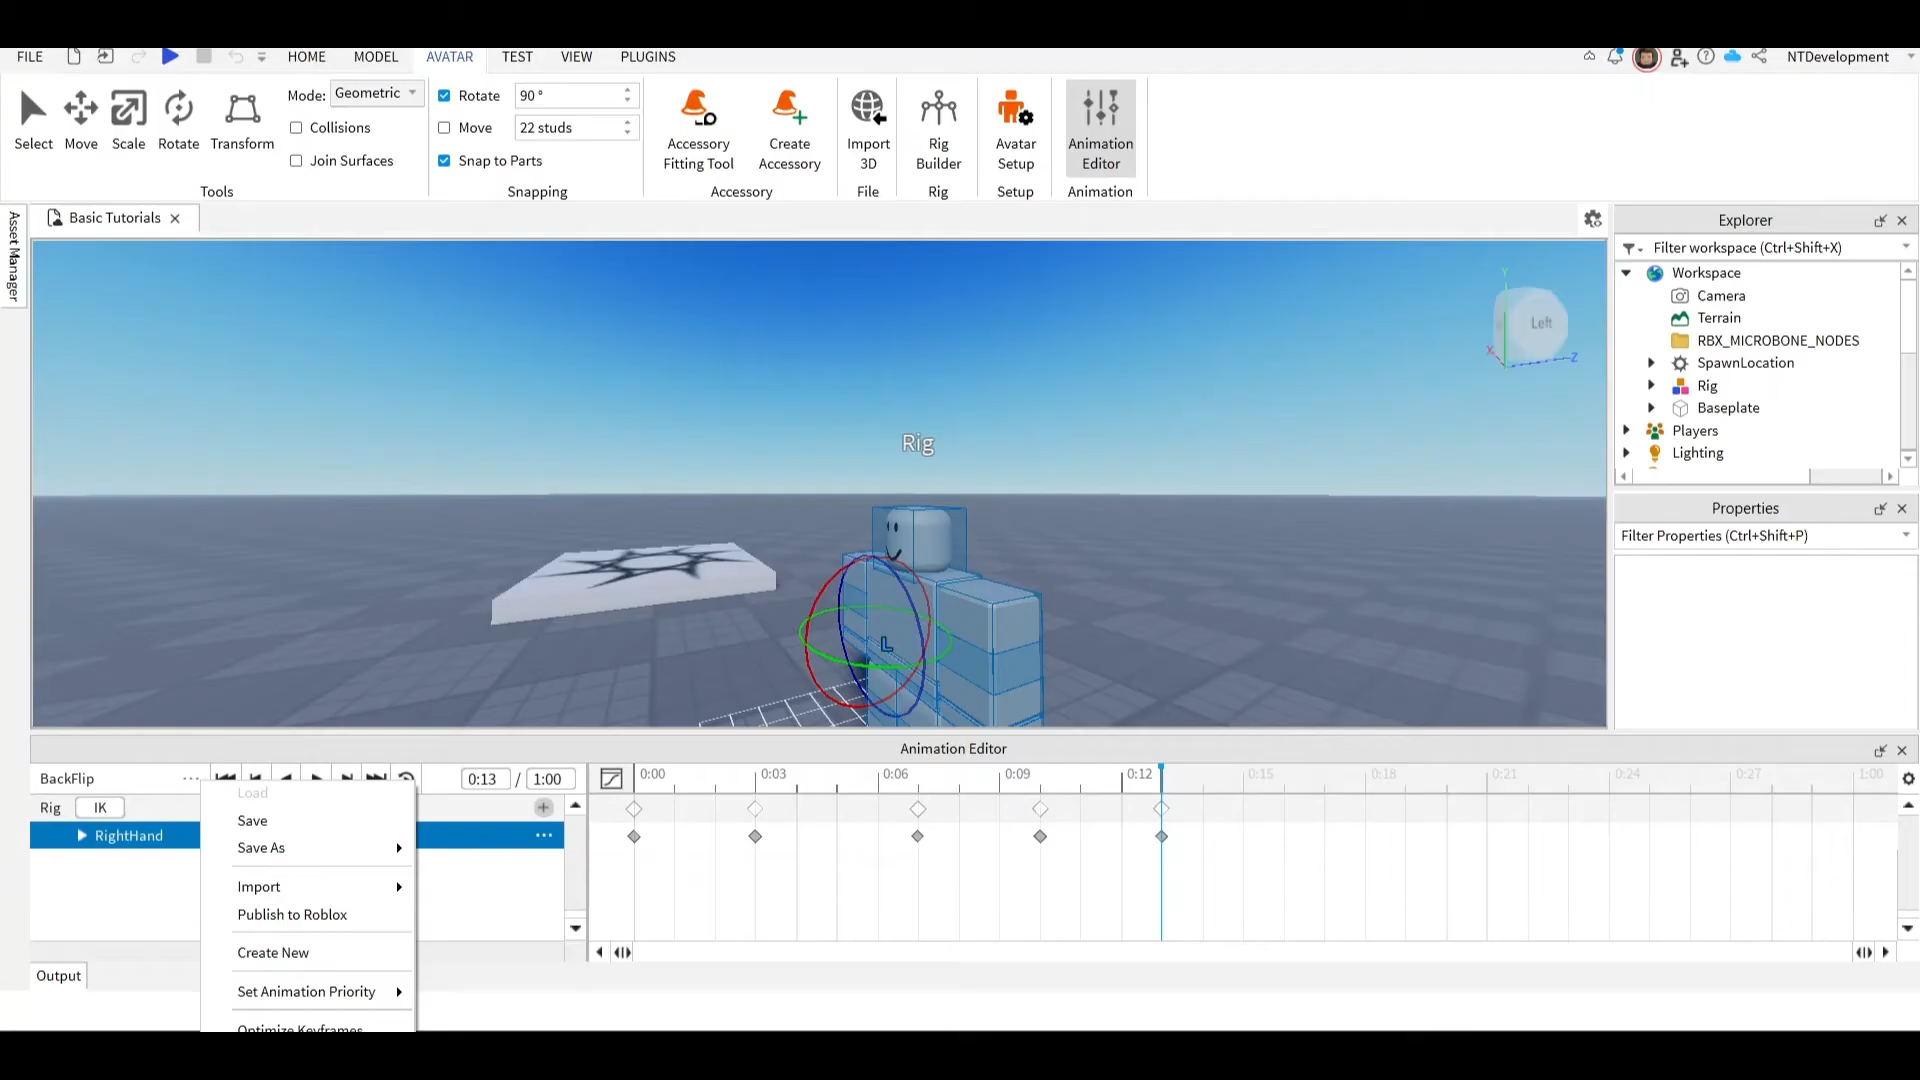 FILE HOME MODEL AVATAR TEST VIEW PLUGINS NTDevelopment
Select Move Scale Rotate Transform
Mode: Geometric
Collisions
Join Surfaces
Tools
Rotate 90 °
Move 22 studs
Snap to Parts
Snapping
Accessory Fitting Tool
Create Accessory
Accessory
Import 3D
File
Rig Builder
Rig
Avatar Setup
Setup
Animation Editor
Animation
Asset Manager
Basic Tutorials
Y
Left
X
Z
Rig
L
Explorer
Filter workspace (Ctrl+Shift+X)
Workspace
Camera
Terrain
RBX_MICROBONE_NODES
SpawnLocation
Rig
Baseplate
Players
Lighting
Properties
Filter Properties (Ctrl+Shift+P)
Animation Editor
BackFlip ... 0:13 / 1:00
0:00 0:03 0:06 0:09 0:12 0:15 0:18 0:21 0:24 0:27 1:00
Rig IK
RightHand ...
Load
Save
Save As
Import
Publish to Roblox
Create New
Set Animation Priority
Optimize Keyframes
Output